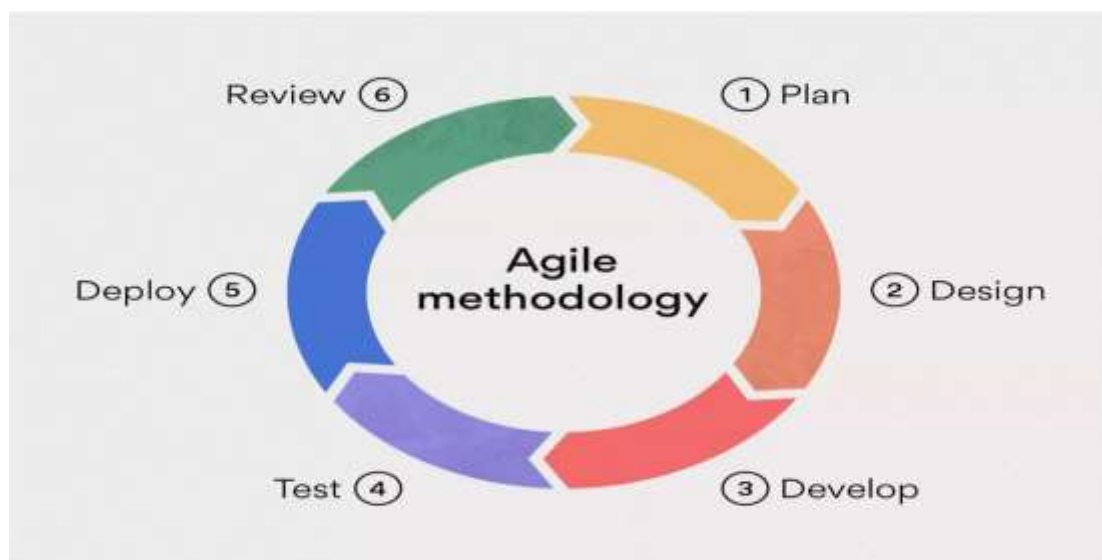 Agile
methodology
1 Plan
2 Design
3 Develop
Test 4
Deploy 5
Review 6